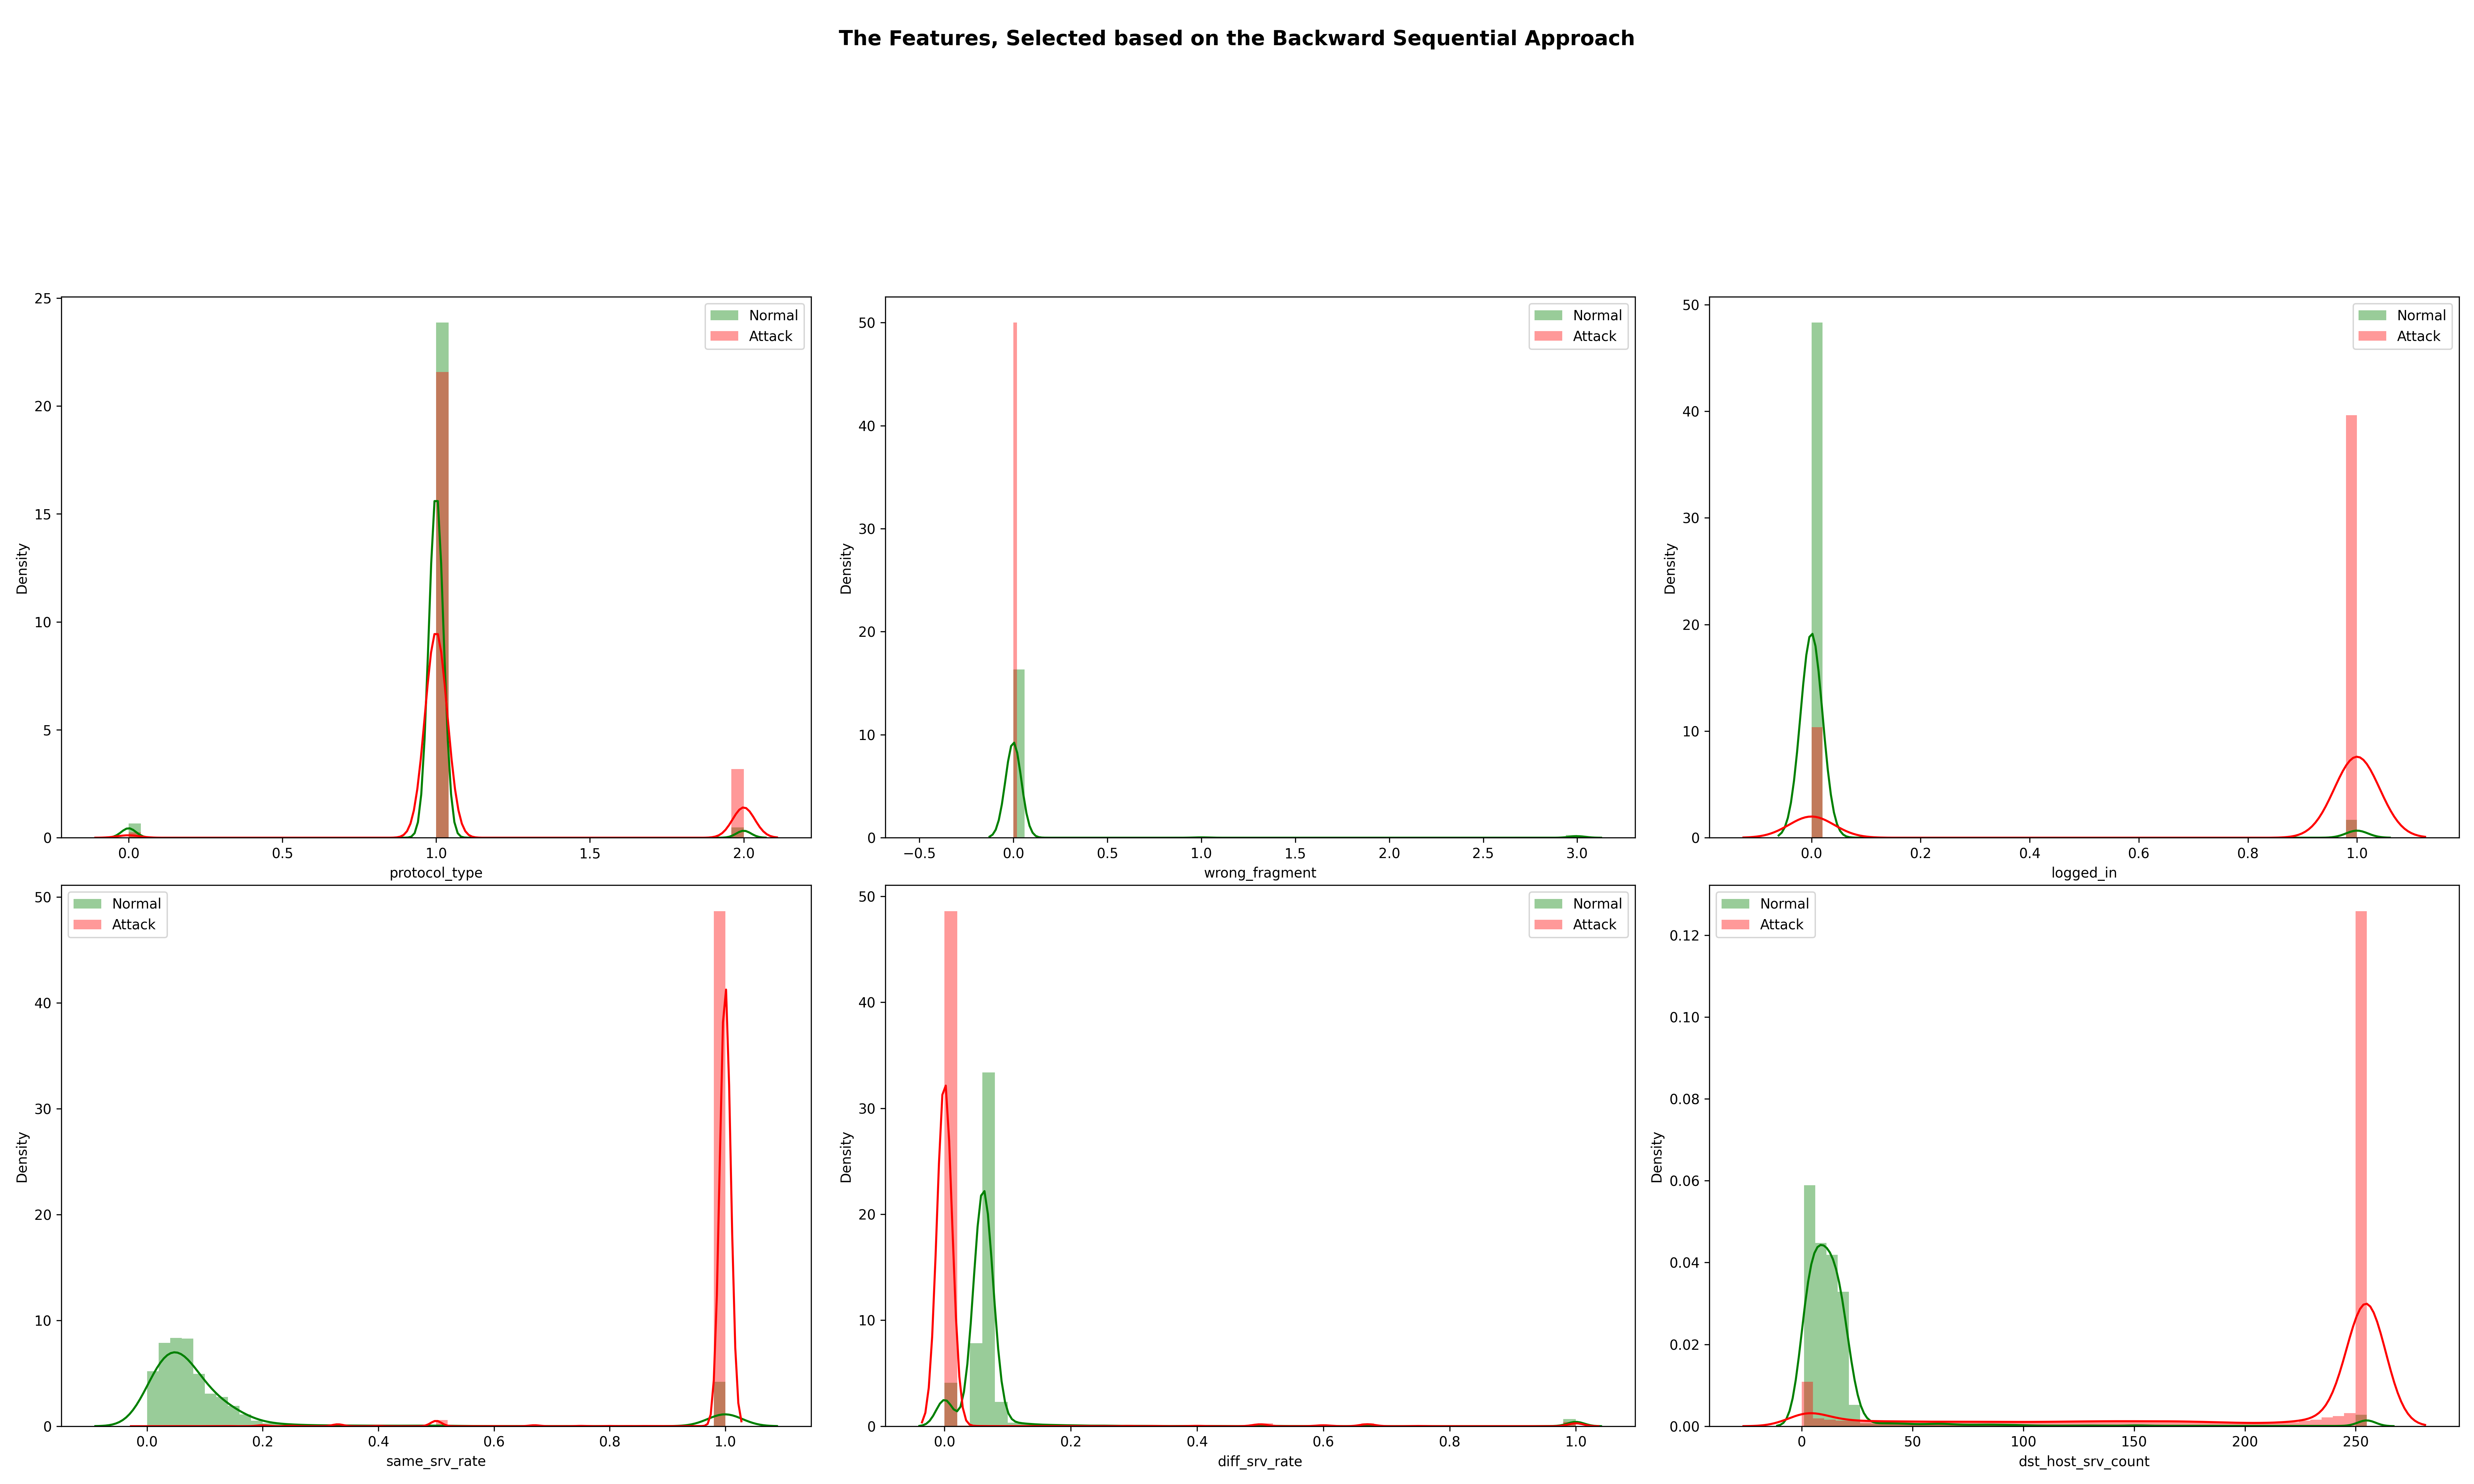 The Features, Selected based on the Backward Sequential Approach
25
20
15
10
5
0
Density
0.0 0.5 1.0 1.5 2.0
protocol_type
Normal
Attack
50
40
30
20
10
0
Density
−0.5 0.0 0.5 1.0 1.5 2.0 2.5 3.0
wrong_fragment
Normal
Attack
50
40
30
20
10
0
Density
0.0 0.2 0.4 0.6 0.8 1.0
logged_in
Normal
Attack
50
40
30
20
10
0
Density
0.0 0.2 0.4 0.6 0.8 1.0
same_srv_rate
Normal
Attack
50
40
30
20
10
0
Density
0.0 0.2 0.4 0.6 0.8 1.0
diff_srv_rate
Normal
Attack
0.12
0.10
0.08
0.06
0.04
0.02
0.00
Density
0 50 100 150 200 250
dst_host_srv_count
Normal
Attack